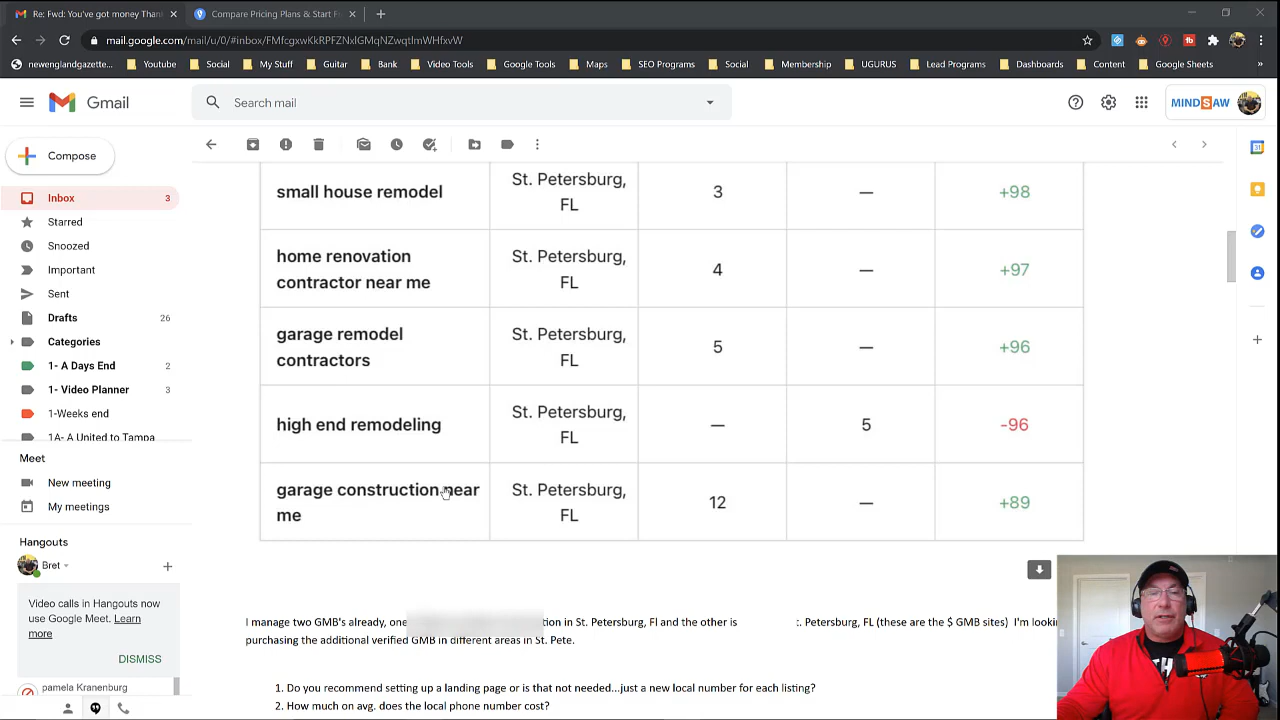 Re: Fwd: You've got money Than
Compare Pricing Plans & Start F
mail.google.com/mail/u/0/#inbox/FMfcgxwKkRPFZNxlGMqNZwqtlmWHfxvW
newenglandgazette... Youtube Social My Stuff Guitar Bank Video Tools Google Tools Maps SEO Programs Social Membership UGURUS Lead Programs Dashboards Content Google Sheets
Gmail
Search mail
MINDSAW
Compose
Inbox 3
Starred
Snoozed
Important
Sent
Drafts 26
Categories
1- A Days End 2
1- Video Planner 3
1-Weeks end
1A- A United to Tampa
Meet
New meeting
My meetings
Hangouts
Bret
Video calls in Hangouts now
use Google Meet. Learn
more
DISMISS
pamela Kranenburg
small house remodel St. Petersburg, FL 3 — +98
home renovation contractor near me St. Petersburg, FL 4 — +97
garage remodel contractors St. Petersburg, FL 5 — +96
high end remodeling St. Petersburg, FL — 5 -96
garage construction near me St. Petersburg, FL 12 — +89
I manage two GMB's already, one tion in St. Petersburg, Fl and the other is :. Petersburg, FL (these are the $ GMB sites) I'm looki
purchasing the additional verified GMB in different areas in St. Pete.
1. Do you recommend setting up a landing page or is that not needed...just a new local number for each listing?
2. How much on avg. does the local phone number cost?